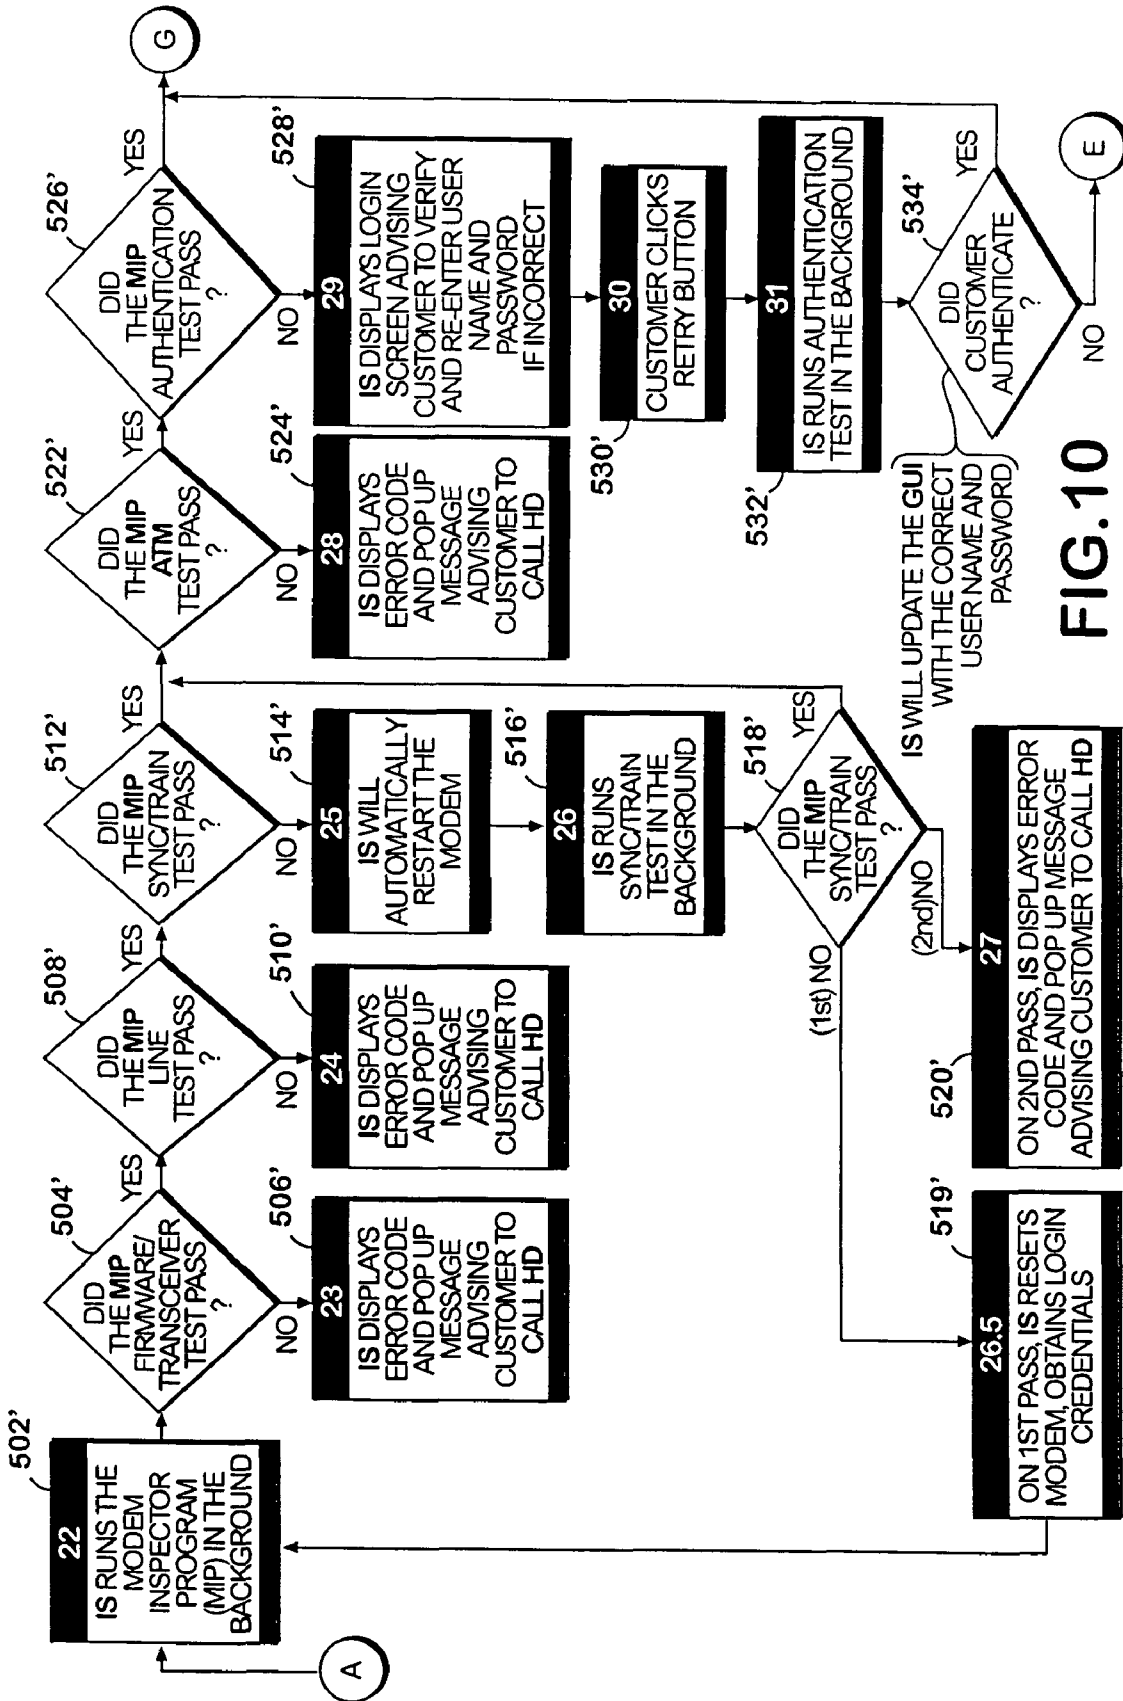 A
502'
22
IS RUNS THE
MODEM
INSPECTOR
PROGRAM
(MIP) IN THE
BACKGROUND
504'
DID
THE MIP
FIRMWARE/
TRANSCEIVER
TEST PASS
?
YES
NO
506'
23
IS DISPLAYS
ERROR CODE
AND POP UP
MESSAGE
ADVISING
CUSTOMER TO
CALL HD
508'
DID
THE MIP
LINE
TEST PASS
?
YES
NO
510'
24
IS DISPLAYS
ERROR CODE
AND POP UP
MESSAGE
ADVISING
CUSTOMER TO
CALL HD
512'
DID
THE MIP
SYNC/TRAIN
TEST PASS
?
YES
NO
514'
25
IS WILL
AUTOMATICALLY
RESTART THE
MODEM
516'
26
IS RUNS
SYNC/TRAIN
TEST IN THE
BACKGROUND
518'
DID
THE MIP
SYNC/TRAIN
TEST PASS
?
YES
(1st) NO
(2nd)NO
519'
26.5
ON 1ST PASS, IS RESETS
MODEM, OBTAINS LOGIN
CREDENTIALS
520'
27
ON 2ND PASS, IS DISPLAYS ERROR
CODE AND POP UP MESSAGE
ADVISING CUSTOMER TO CALL HD
522'
DID
THE MIP
ATM
TEST PASS
?
YES
NO
524'
28
IS DISPLAYS
ERROR CODE
AND POP UP
MESSAGE
ADVISING
CUSTOMER TO
CALL HD
526'
DID
THE MIP
AUTHENTICATION
TEST PASS
?
YES
NO
G
528'
29
IS DISPLAYS LOGIN
SCREEN ADVISING
CUSTOMER TO VERIFY
AND RE-ENTER USER
NAME AND
PASSWORD
IF INCORRECT
530'
30
CUSTOMER CLICKS
RETRY BUTTON
532'
31
IS RUNS AUTHENTICATION
TEST IN THE BACKGROUND
534'
DID
CUSTOMER
AUTHENTICATE
?
YES
NO
E
IS WILL UPDATE THE GUI
WITH THE CORRECT
USER NAME AND
PASSWORD
FIG.10